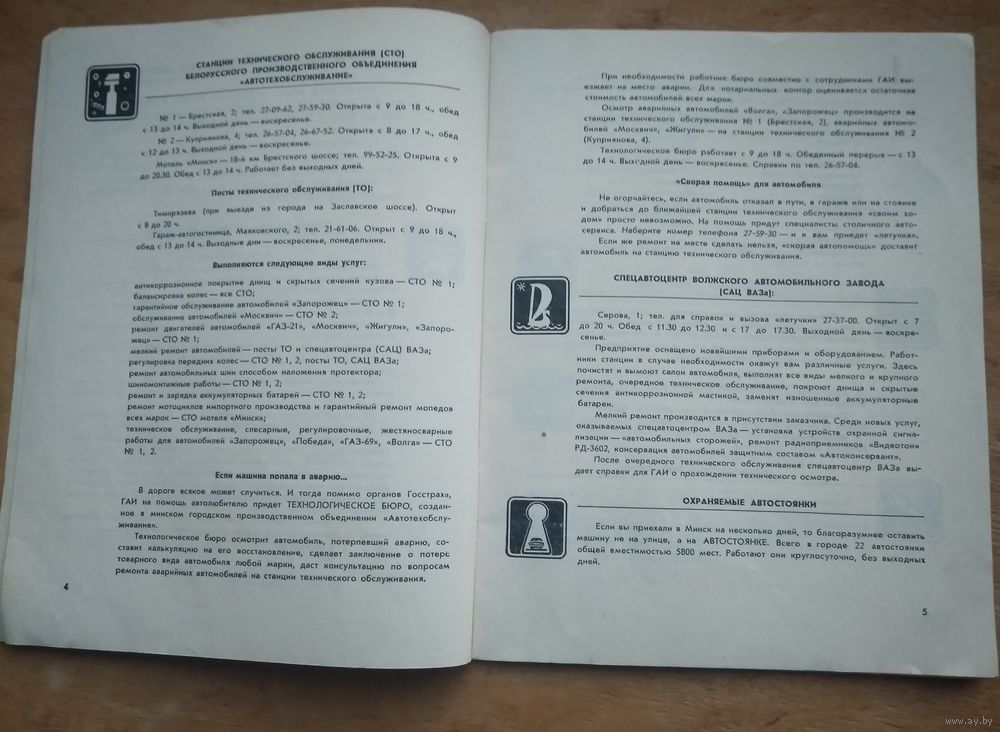 СТАНЦИИ ТЕХНИЧЕСКОГО ОБСЛУЖИВАНИЯ [СТО]
БЕЛОРУССКОГО ПРОИЗВОДСТВЕННОГО ОБЪЕДИНЕНИЯ
«АВТОТЕХОБСЛУЖИВАНИЕ»
№ 1 — Брестская, 2; тел. 27-09-62, 27-59-30. Открыта с 9 до 18 ч., обед
с 13 до 14 ч. Выходной день — воскресенье.
№ 2 — Куприянова, 4; тел. 26-57-04, 26-67-52. Открыта с 8 до 17 ч., обед
с 12 до 13 ч. Выходной день — воскресенье.
Мотель «Минск» — 18-й км Брестского шоссе; тел. 99-52-25. Открыта с 9
до 20.30. Обед с 13 до 14 ч. Работает без выходных дней.
Посты технического обслуживания [ТО]:
Тимирязева (при выезде из города на Заславское шоссе). Открыт
с 8 до 20 ч.
Гараж-автогостиница, Маяковского, 2; тел. 21-61-06. Открыт с 9 до 18 ч.,
обед с 13 до 14 ч. Выходные дни — воскресенье, понедельник.
Выполняются следующие виды услуг:
антикоррозионное покрытие днищ и скрытых сечений кузова — СТО № 1;
балансировка колес — все СТО;
гарантийное обслуживание автомобилей «Запорожец» — СТО № 1;
обслуживание автомобилей «Москвич» — СТО № 2;
ремонт двигателей автомобилей «ГАЗ-21», «Москвич», «Жигули», «Запоро-
жец» — СТО № 1;
мелкий ремонт автомобилей — посты ТО и спецавтоцентра (САЦ) ВАЗа;
регулировка передних колес — СТО № 1, 2, посты ТО, САЦ ВАЗа;
ремонт автомобильных шин способом наложения протектора;
шиномонтажные работы — СТО № 1, 2;
ремонт и зарядка аккумуляторных батарей — СТО № 1, 2;
ремонт мотоциклов импортного производства и гарантийный ремонт мопедов
всех марок — СТО мотеля «Минск»;
техническое обслуживание, слесарные, регулировочные, жестяносварные
работы для автомобилей «Запорожец», «Победа», «ГАЗ-69», «Волга» — СТО
№ 1, 2.
Если машина попала в аварию...
В дороге всякое может случиться. И тогда помимо органов Госстраха,
ГАИ на помощь автолюбителю придет ТЕХНОЛОГИЧЕСКОЕ БЮРО, создан-
ное в минском городском производственном объединении «Автотехобслу-
живание».
Технологическое бюро осмотрит автомобиль, потерпевший аварию, со-
ставит калькуляцию на его восстановление, сделает заключение о потере
товарного вида автомобиля любой марки, даст консультацию по вопросам
ремонта аварийных автомобилей на станции технического обслуживания.
4
При необходимости работник бюро совместно с сотрудниками ГАИ вы-
езжает на место аварии. Для нотариальных контор оценивается остаточная
стоимость автомобилей всех марок.
Осмотр аварийных автомобилей «Волга», «Запорожец» производится на
станции технического обслуживания № 1 (Брестская, 2), аварийных автомо-
билей «Москвич», «Жигули» — на станции технического обслуживания № 2
(Куприянова, 4).
Технологическое бюро работает с 9 до 18 ч. Обеденный перерыв — с 13
до 14 ч. Выходной день — воскресенье. Справки по тел. 26-57-04.
«Скорая помощь» для автомобиля
Не огорчайтесь, если автомобиль отказал в пути, в гараже или на стоянке
и добраться до ближайшей станции технического обслуживания «своим хо-
дом» просто невозможно. На помощь придут специалисты столичного авто-
сервиса. Наберите номер телефона 27-59-30 — и к вам приедет «летучка».
Если же ремонт на месте сделать нельзя, «скорая автопомощь» доставит
автомобиль на станцию технического обслуживания.
СПЕЦАВТОЦЕНТР ВОЛЖСКОГО АВТОМОБИЛЬНОГО ЗАВОДА
[САЦ ВАЗа]:
Серова, 1; тел. для справок и вызова «летучки» 27-37-00. Открыт с 7
до 20 ч. Обед с 11.30 до 12.30 и с 17 до 17.30. Выходной день — воскре-
сенье.
Предприятие оснащено новейшими приборами и оборудованием. Работ-
ники станции в случае необходимости окажут вам различные услуги. Здесь
почистят и вымоют салон автомобиля, выполнят все виды мелкого и крупного
ремонта, очередное техническое обслуживание, покроют днища и скрытые
сечения антикоррозионной мастикой, заменят изношенные аккумуляторные
батареи.
Мелкий ремонт производится в присутствии заказчика. Среди новых услуг,
оказываемых спецавтоцентром ВАЗа — установка устройств охранной сигна-
лизации — «автомобильных сторожей», ремонт радиоприемников «Видеотон»
РД-3602, консервация автомобилей защитным составом «Автоконсервант».
После очередного технического обслуживания спецавтоцентр ВАЗа вы-
дает справки для ГАИ о прохождении технического осмотра.
ОХРАНЯЕМЫЕ АВТОСТОЯНКИ
Если вы приехали в Минск на несколько дней, то благоразумнее оставить
машину не на улице, а на АВТОСТОЯНКЕ. Всего в городе 22 автостоянки
общей вместимостью 5800 мест. Работают они круглосуточно, без выходных
дней.
5
www.ay.by